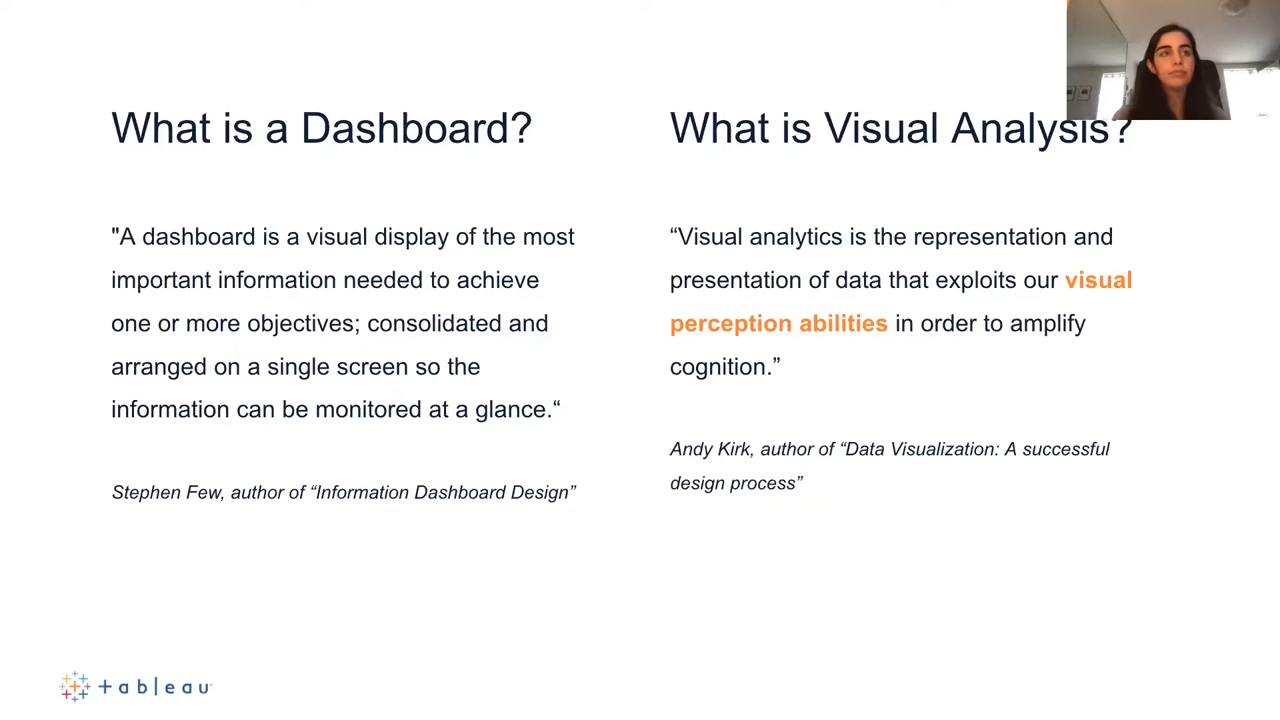 What is a Dashboard?
"A dashboard is a visual display of the most
important information needed to achieve
one or more objectives; consolidated and
arranged on a single screen so the
information can be monitored at a glance.“
Stephen Few, author of “Information Dashboard Design”
What is Visual Analysis?
“Visual analytics is the representation and
presentation of data that exploits our visual
perception abilities in order to amplify
cognition.”
Andy Kirk, author of “Data Visualization: A successful
design process”
+ableau